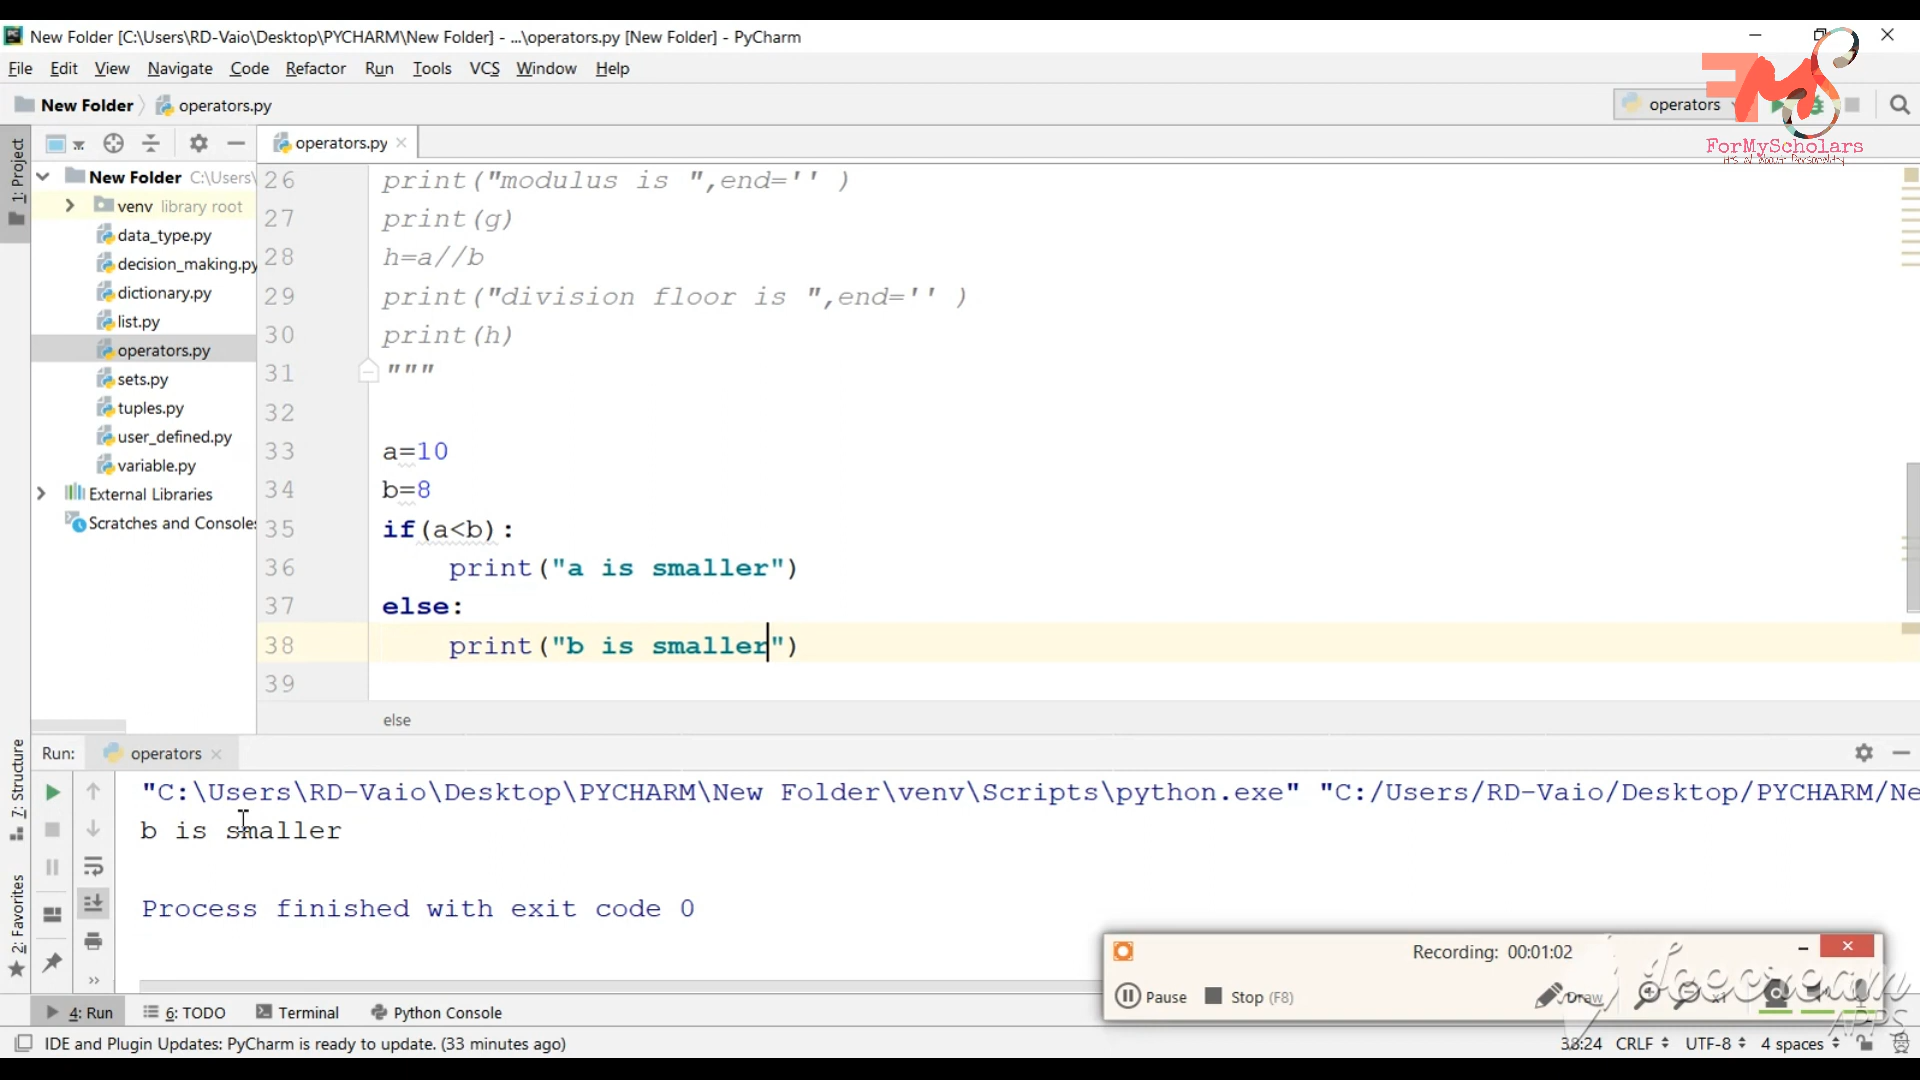 New Folder [C:\Users\RD-Vaio\Desktop\PYCHARM\New Folder] - ...\operators.py [New Folder] - PyCharm
File Edit View Navigate Code Refactor Run Tools VCS Window Help
New Folder operators.py operators
FMS
ForMyScholars
1: Project
operators.py
New Folder C:\Users\
venv library root
data_type.py
decision_making.py
dictionary.py
list.py
operators.py
sets.py
tuples.py
user_defined.py
variable.py
External Libraries
Scratches and Consoles
26 print("modulus is ",end='' )
27 print(g)
28 h=a//b
29 print("division floor is ",end='' )
30 print(h)
31 """
32
33 a=10
34 b=8
35 if(a<b):
36 print("a is smaller")
37 else:
38 print("b is smaller")
39
else
7: Structure
2: Favorites
Run: operators
"C:\Users\RD-Vaio\Desktop\PYCHARM\New Folder\venv\Scripts\python.exe" "C:/Users/RD-Vaio/Desktop/PYCHARM/Ne
b is smaller
Process finished with exit code 0
Recording: 00:01:02
Pause Stop (F8) Draw
Icecream
APPS
4: Run 6: TODO Terminal Python Console
IDE and Plugin Updates: PyCharm is ready to update. (33 minutes ago) 38:24 CRLF UTF-8 4 spaces